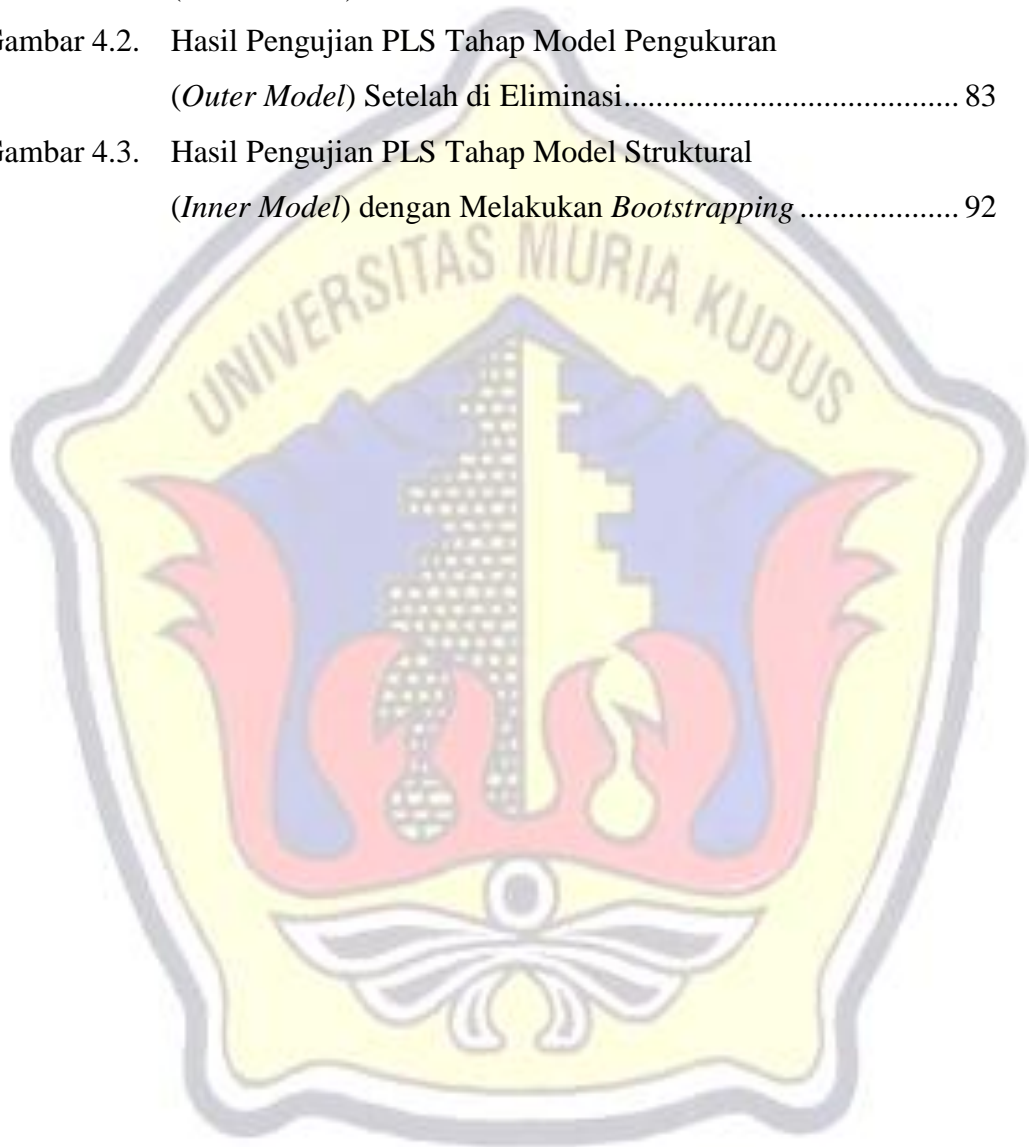 Gambar 4.2. Hasil Pengujian PLS Tahap Model Pengukuran
(Outer Model) Setelah di Eliminasi..................................... 83
Gambar 4.3. Hasil Pengujian PLS Tahap Model Struktural
(Inner Model) dengan Melakukan Bootstrapping ................... 92
UNIVERSITAS MURIA KUDUS